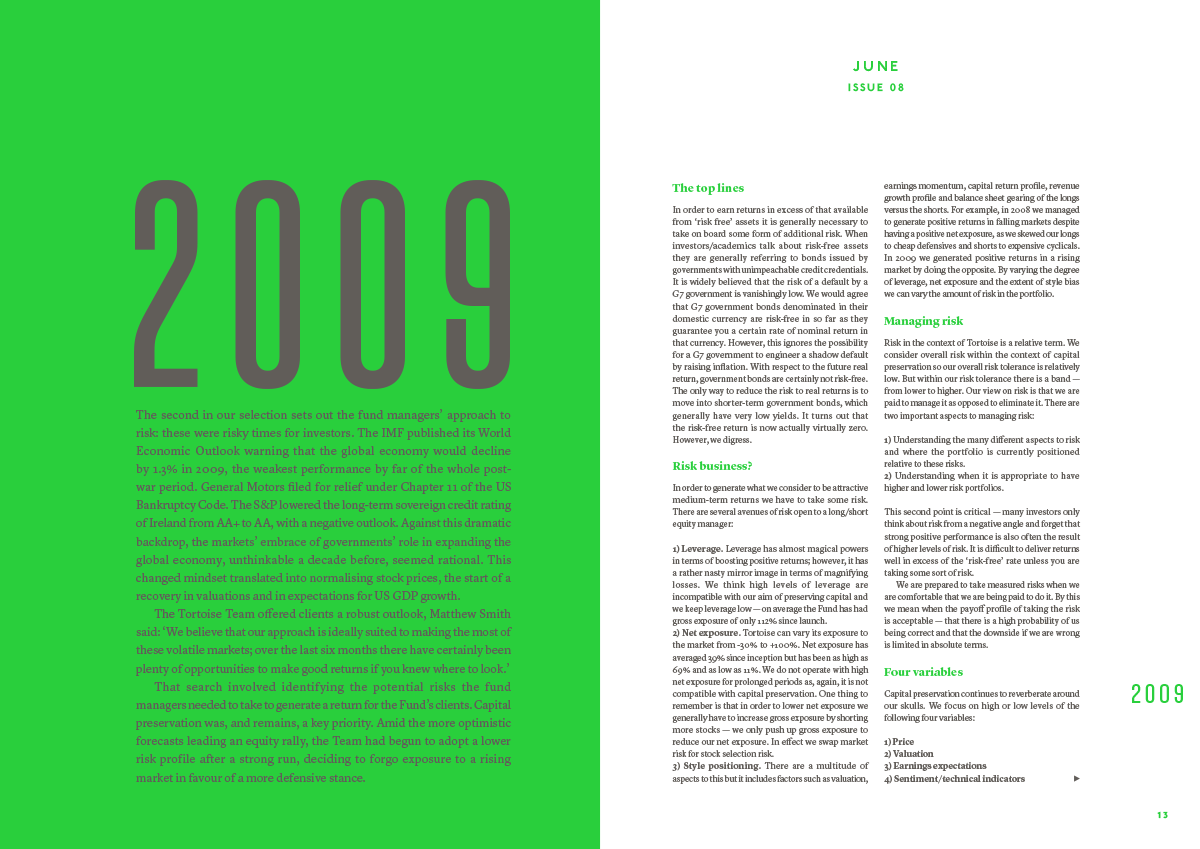 2009
The second in our selection sets out the fund managers' approach to
risk: these were risky times for investors. The IMF published its World
Economic Outlook warning that the global economy would decline
by 1.3% in 2009, the weakest performance by far of the whole post-
war period. General Motors filed for relief under Chapter 11 of the US
Bankruptcy Code. The S&P lowered the long-term sovereign credit rating
of Ireland from AA+ to AA, with a negative outlook. Against this dramatic
backdrop, the markets' embrace of governments' role in expanding the
global economy, unthinkable a decade before, seemed rational. This
changed mindset translated into normalising stock prices, the start of a
recovery in valuations and in expectations for US GDP growth.
The Tortoise Team offered clients a robust outlook, Matthew Smith
said: 'We believe that our approach is ideally suited to making the most of
these volatile markets; over the last six months there have certainly been
plenty of opportunities to make good returns if you knew where to look.'
That search involved identifying the potential risks the fund
managers needed to take to generate a return for the Fund's clients. Capital
preservation was, and remains, a key priority. Amid the more optimistic
forecasts leading an equity rally, the Team had begun to adopt a lower
risk profile after a strong run, deciding to forgo exposure to a rising
market in favour of a more defensive stance.
JUNE
ISSUE 08
The top lines
In order to earn returns in excess of that available
from 'risk free' assets it is generally necessary to
take on board some form of additional risk. When
investors/academics talk about risk-free assets
they are generally referring to bonds issued by
governments with unimpeachable credit credentials.
It is widely believed that the risk of a default by a
G7 government is vanishingly low. We would agree
that G7 government bonds denominated in their
domestic currency are risk-free in so far as they
guarantee you a certain rate of nominal return in
that currency. However, this ignores the possibility
for a G7 government to engineer a shadow default
by raising inflation. With respect to the future real
return, government bonds are certainly not risk-free.
The only way to reduce the risk to real returns is to
move into shorter-term government bonds, which
generally have very low yields. It turns out that
the risk-free return is now actually virtually zero.
However, we digress.
Risk business?
In order to generate what we consider to be attractive
medium-term returns we have to take some risk.
There are several avenues of risk open to a long/short
equity manager:
1) Leverage. Leverage has almost magical powers
in terms of boosting positive returns; however, it has
a rather nasty mirror image in terms of magnifying
losses. We think high levels of leverage are
incompatible with our aim of preserving capital and
we keep leverage low — on average the Fund has had
gross exposure of only 112% since launch.
2) Net exposure. Tortoise can vary its exposure to
the market from -30% to +100%. Net exposure has
averaged 39% since inception but has been as high as
69% and as low as 11%. We do not operate with high
net exposure for prolonged periods as, again, it is not
compatible with capital preservation. One thing to
remember is that in order to lower net exposure we
generally have to increase gross exposure by shorting
more stocks — we only push up gross exposure to
reduce our net exposure. In effect we swap market
risk for stock selection risk.
3) Style positioning. There are a multitude of
aspects to this but it includes factors such as valuation,
earnings momentum, capital return profile, revenue
growth profile and balance sheet gearing of the longs
versus the shorts. For example, in 2008 we managed
to generate positive returns in falling markets despite
having a positive net exposure, as we skewed our longs
to cheap defensives and shorts to expensive cyclicals.
In 2009 we generated positive returns in a rising
market by doing the opposite. By varying the degree
of leverage, net exposure and the extent of style bias
we can vary the amount of risk in the portfolio.
Managing risk
Risk in the context of Tortoise is a relative term. We
consider overall risk within the context of capital
preservation so our overall risk tolerance is relatively
low. But within our risk tolerance there is a band —
from lower to higher. Our view on risk is that we are
paid to manage it as opposed to eliminate it. There are
two important aspects to managing risk:
1) Understanding the many different aspects to risk
and where the portfolio is currently positioned
relative to these risks.
2) Understanding when it is appropriate to have
higher and lower risk portfolios.
This second point is critical — many investors only
think about risk from a negative angle and forget that
strong positive performance is also often the result
of higher levels of risk. It is difficult to deliver returns
well in excess of the 'risk-free' rate unless you are
taking some sort of risk.
We are prepared to take measured risks when we
are comfortable that we are being paid to do it. By this
we mean when the payoff profile of taking the risk
is acceptable — that there is a high probability of us
being correct and that the downside if we are wrong
is limited in absolute terms.
Four variables
Capital preservation continues to reverberate around
our skulls. We focus on high or low levels of the
following four variables:
1) Price
2) Valuation
3) Earnings expectations
4) Sentiment/technical indicators
2009
13